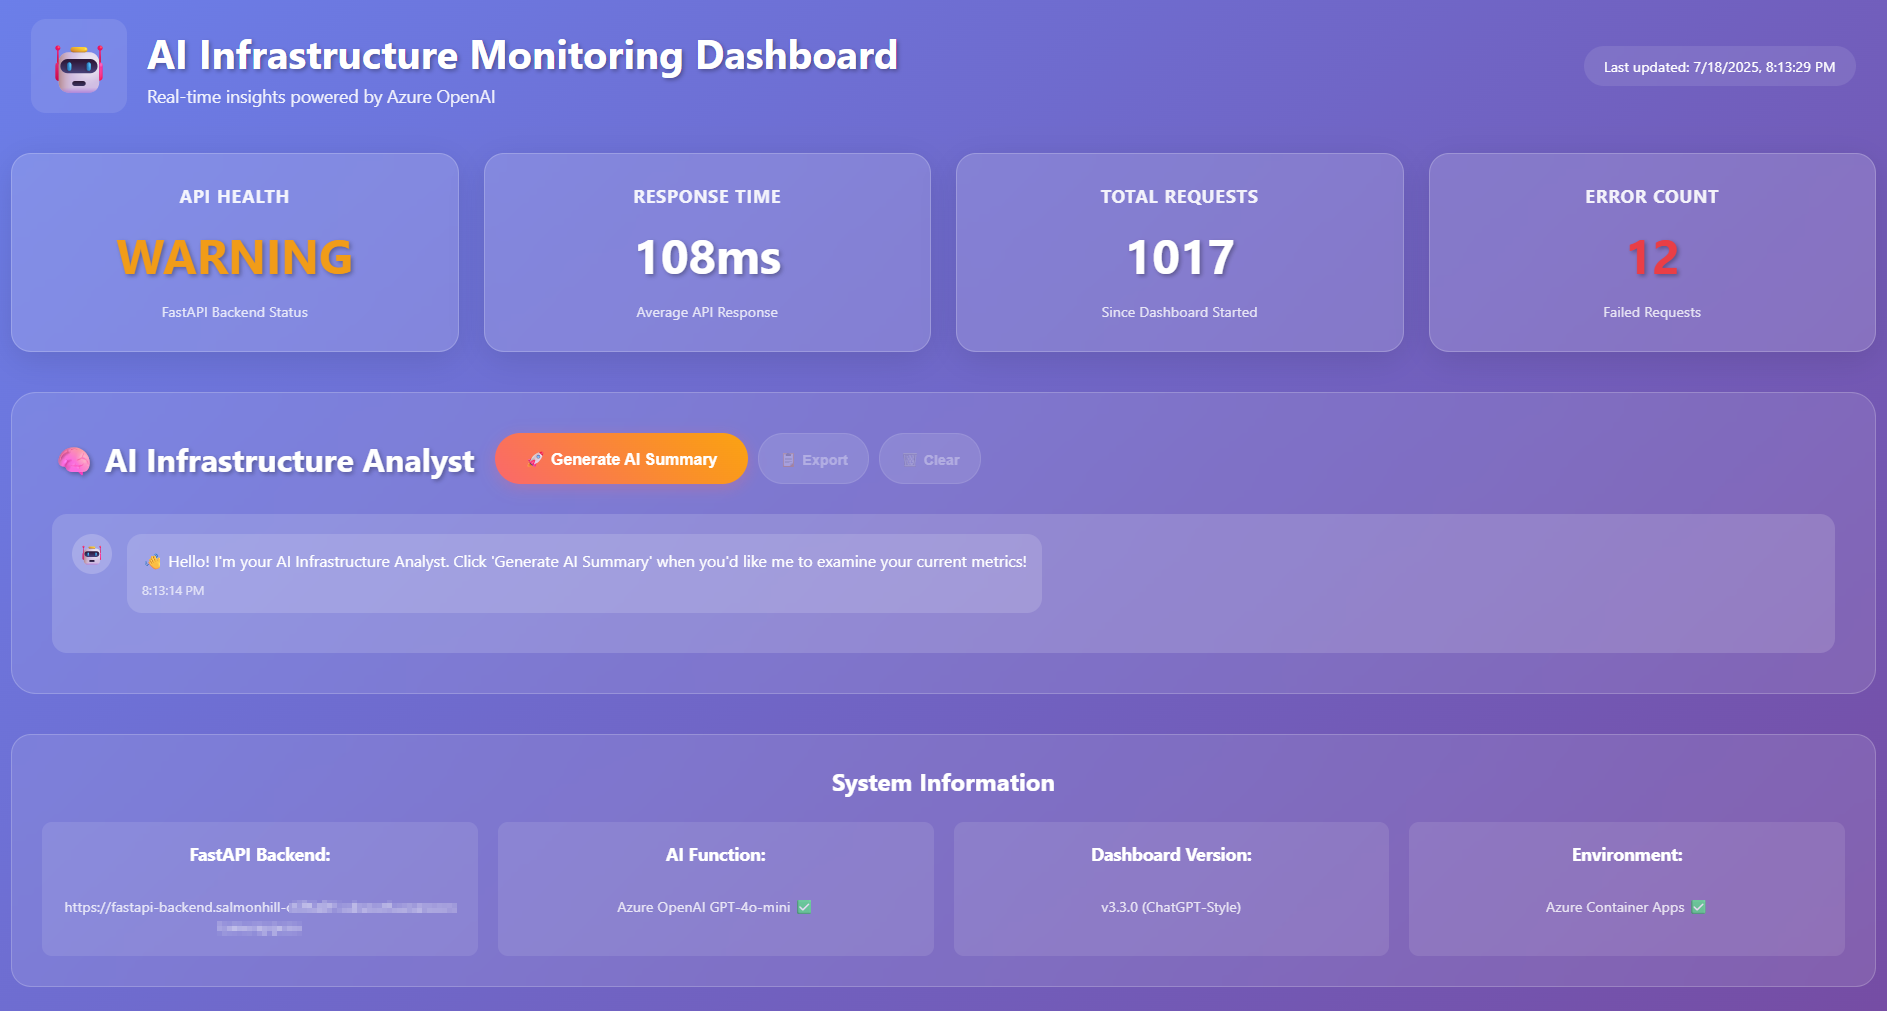 AI Infrastructure Monitoring Dashboard
Real-time insights powered by Azure OpenAI
Last updated: 7/18/2025, 8:13:29 PM
API HEALTH
WARNING
FastAPI Backend Status
RESPONSE TIME
108ms
Average API Response
TOTAL REQUESTS
1017
Since Dashboard Started
ERROR COUNT
12
Failed Requests
AI Infrastructure Analyst
🚀 Generate AI Summary
Export
Clear
👋 Hello! I'm your AI Infrastructure Analyst. Click 'Generate AI Summary' when you'd like me to examine your current metrics!
8:13:14 PM
System Information
FastAPI Backend:
https://fastapi-backend.salmonhill-
AI Function:
Azure OpenAI GPT-4o-mini ✅
Dashboard Version:
v3.3.0 (ChatGPT-Style)
Environment:
Azure Container Apps ✅